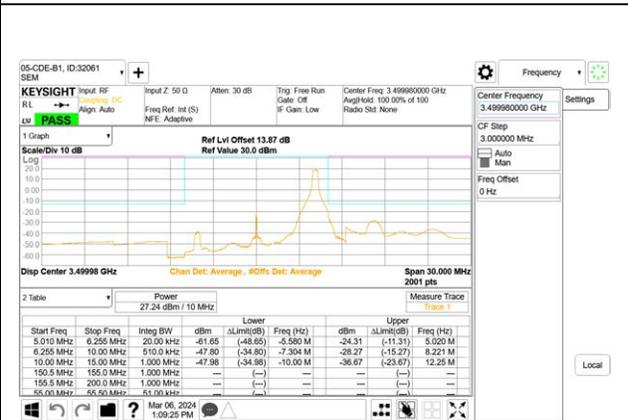 05-CDE-B1, ID:32061
SEM
Frequency
KEYSIGHT
Input: RF
Input Z: 50 Ω
Atten: 30 dB
Trig: Free Run
Center Freq: 3.499980000 GHz
RL
Coupling: DC
Gate: Off
Avg|Hold: 100.00% of 100
Align: Auto
Freq Ref: Int (S)
IF Gain: Low
Radio Std: None
NFE: Adaptive
PASS
Center Frequency
3.499980000 GHz
Settings
CF Step
3.000000 MHz
Auto
Man
Freq Offset
0 Hz
1 Graph
Scale/Div 10 dB
Ref Lvl Offset 13.87 dB
Ref Value 30.0 dBm
Log
20.0
10.0
0.00
-10.0
-20.0
-30.0
-40.0
-50.0
-60.0
Disp Center 3.49998 GHz
Chan Det: Average , #Offs Det: Average
Span 30.000 MHz
2001 pts
2 Table
Power
27.24 dBm / 10 MHz
Measure Trace
Trace 1
Lower Upper
Start Freq Stop Freq Integ BW dBm ΔLimit(dB) Freq (Hz) dBm ΔLimit(dB) Freq (Hz)
5.010 MHz 6.255 MHz 20.00 kHz -61.65 (-48.65) -5.580 M -24.31 (-11.31) 5.020 M
6.255 MHz 10.00 MHz 510.0 kHz -47.80 (-34.80) -7.304 M -28.27 (-15.27) 8.221 M
10.00 MHz 15.00 MHz 1.000 MHz -47.98 (-34.98) -10.00 M -36.67 (-23.67) 12.25 M
150.5 MHz 155.0 MHz 1.000 MHz --- (---) --- --- (---) ---
155.5 MHz 200.0 MHz 1.000 MHz --- (---) --- --- (---) ---
55.00 MHz 55.50 MHz 51.00 kHz --- (---) --- --- (---) ---
Local
Mar 06, 2024
1:09:25 PM